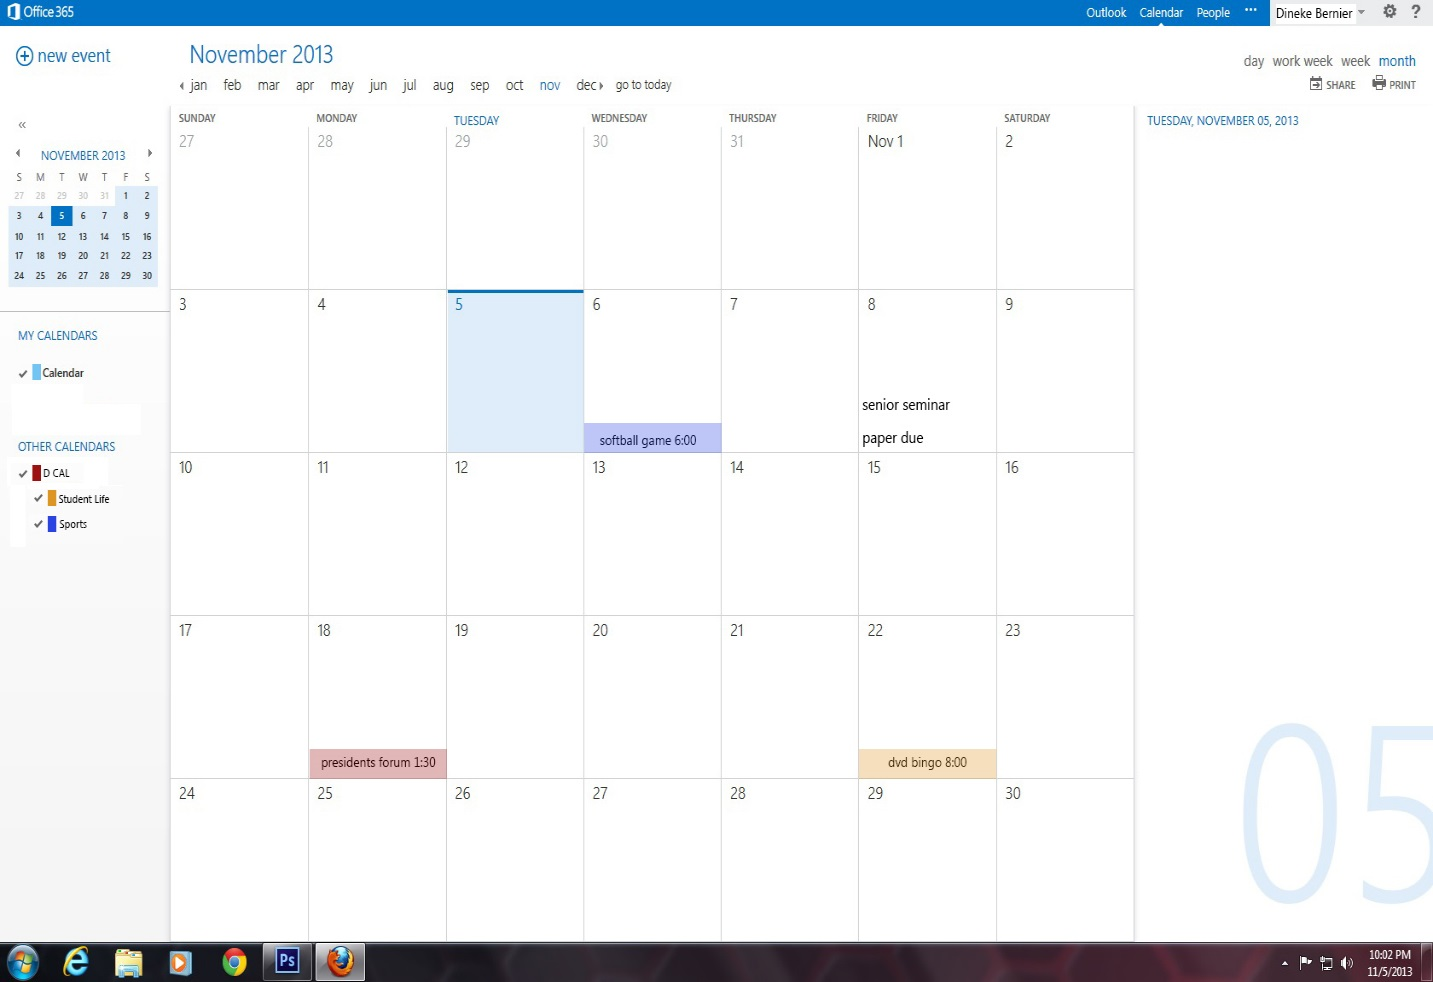 Office 365
Outlook Calendar People ... Dineke Bernier ?
new event
November 2013
jan feb mar apr may jun jul aug sep oct nov dec go to today
day work week week month
SHARE PRINT
«
NOVEMBER 2013
S M T W T F S
27 28 29 30 31 1 2
3 4 5 6 7 8 9
10 11 12 13 14 15 16
17 18 19 20 21 22 23
24 25 26 27 28 29 30
MY CALENDARS
Calendar
OTHER CALENDARS
D CAL
Student Life
Sports
SUNDAY MONDAY TUESDAY WEDNESDAY THURSDAY FRIDAY SATURDAY
27 28 29 30 31 Nov 1 2
3 4 5 6 7 8 9
senior seminar
softball game 6:00 paper due
10 11 12 13 14 15 16
17 18 19 20 21 22 23
presidents forum 1:30 dvd bingo 8:00
24 25 26 27 28 29 30
TUESDAY, NOVEMBER 05, 2013
05
Ps
10:02 PM
11/5/2013